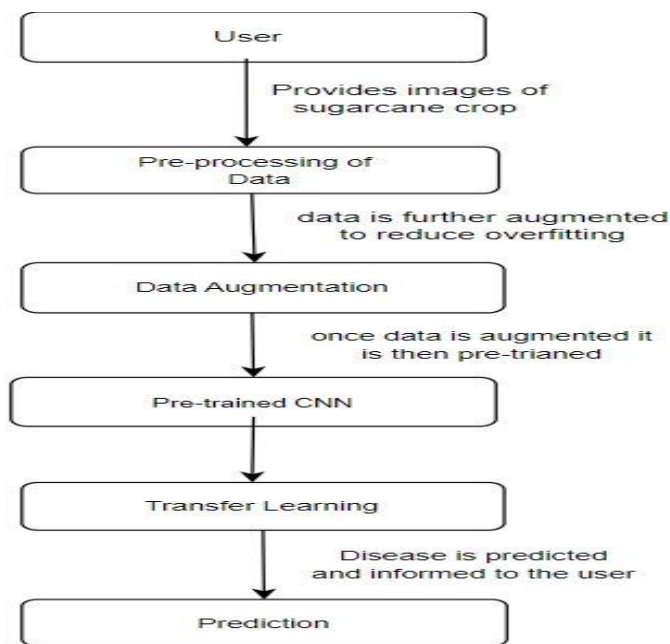 User
Provides images of
sugarcane crop
Pre-processing of
Data
data is further augmented
to reduce overfitting
Data Augmentation
once data is augmented it
is then pre-trianed
Pre-trained CNN
Transfer Learning
Disease is predicted
and informed to the user
Prediction